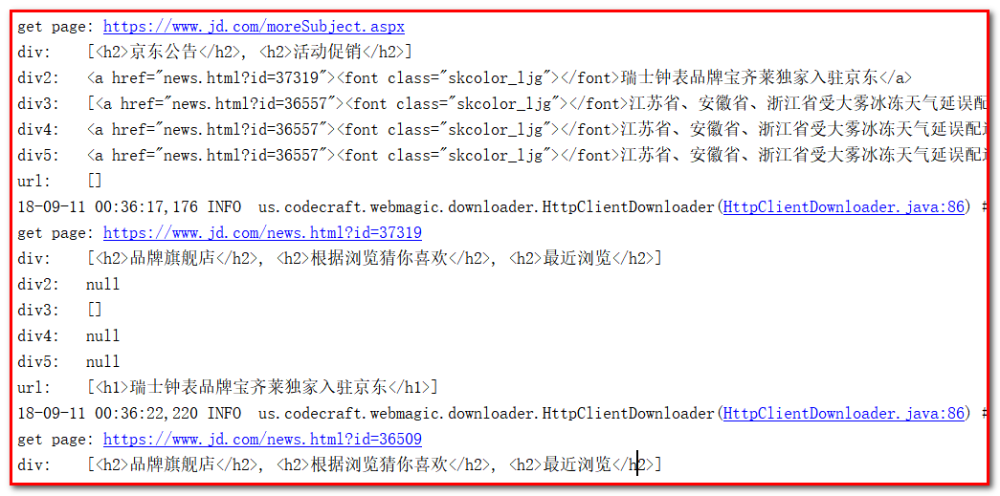 get page: https://www.jd.com/moreSubject.aspx
div:   [<h2>京东公告</h2>, <h2>活动促销</h2>]
div2:   <a href="news.html?id=37319"><font class="skcolor_ljg"></font>瑞士钟表品牌宝齐莱独家入驻京东</a>
div3:   [<a href="news.html?id=36557"><font class="skcolor_ljg"></font>江苏省、安徽省、浙江省受大雾冰冻天气延误配
div4:   <a href="news.html?id=36557"><font class="skcolor_ljg"></font>江苏省、安徽省、浙江省受大雾冰冻天气延误配
div5:   <a href="news.html?id=36557"><font class="skcolor_ljg"></font>江苏省、安徽省、浙江省受大雾冰冻天气延误配
url:   []
18-09-11 00:36:17,176 INFO  us.codecraft.webmagic.downloader.HttpClientDownloader(HttpClientDownloader.java:86) #
get page: https://www.jd.com/news.html?id=37319
div:   [<h2>品牌旗舰店</h2>, <h2>根据浏览猜你喜欢</h2>, <h2>最近浏览</h2>]
div2:   null
div3:   []
div4:   null
div5:   null
url:   [<h1>瑞士钟表品牌宝齐莱独家入驻京东</h1>]
18-09-11 00:36:22,220 INFO  us.codecraft.webmagic.downloader.HttpClientDownloader(HttpClientDownloader.java:86) #
get page: https://www.jd.com/news.html?id=36509
div:   [<h2>品牌旗舰店</h2>, <h2>根据浏览猜你喜欢</h2>, <h2>最近浏览</h2>]